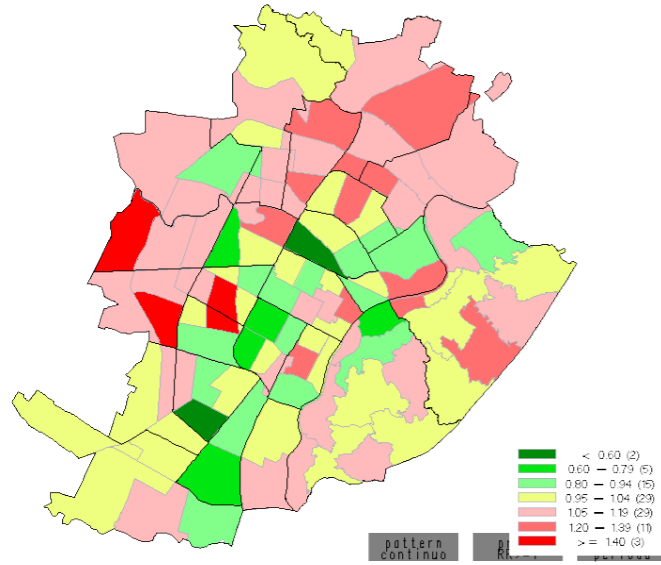 < 0.60 (2)
0.60 – 0.79 (5)
0.80 – 0.94 (15)
0.95 – 1.04 (29)
1.05 – 1.19 (29)
1.20 – 1.39 (11)
>= 1.40 (3)
pattern
continuo